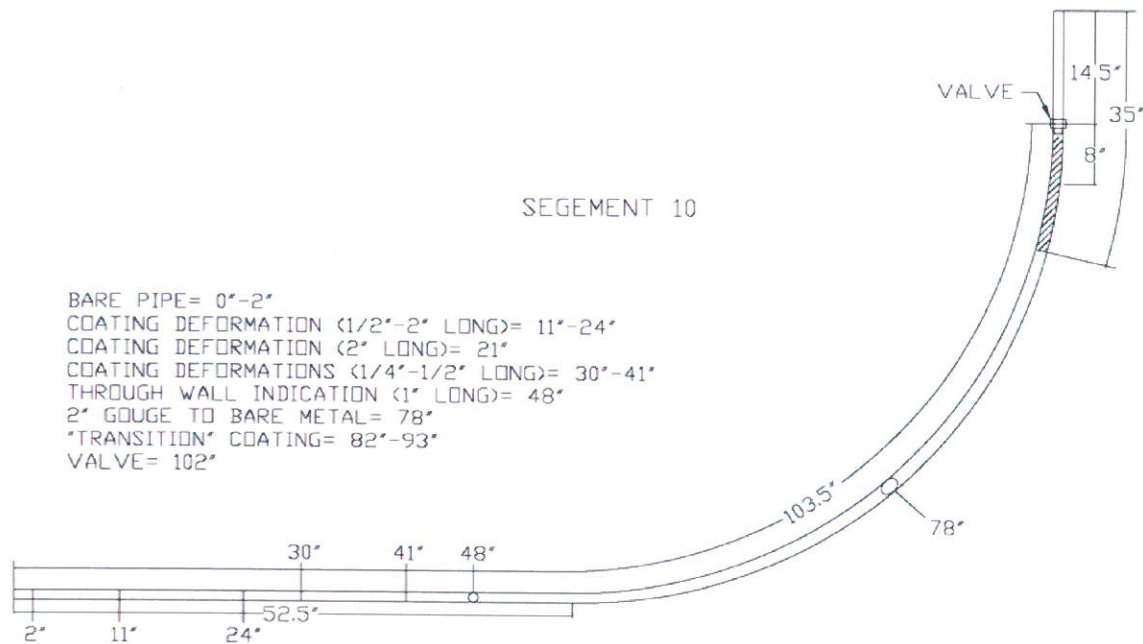 14.5"
VALVE
35"
8"
SEGEMENT 10
BARE PIPE= 0"-2"
COATING DEFORMATION (1/2"-2" LONG)= 11"-24"
COATING DEFORMATION (2" LONG)= 21"
COATING DEFORMATIONS (1/4"-1/2" LONG)= 30"-41"
THROUGH WALL INDICATION (1" LONG)= 48"
2" GOUGE TO BARE METAL= 78"
"TRANSITION" COATING= 82"-93"
VALVE= 102"
103.5"
78"
30" 41" 48"
52.5"
2" 11" 24"